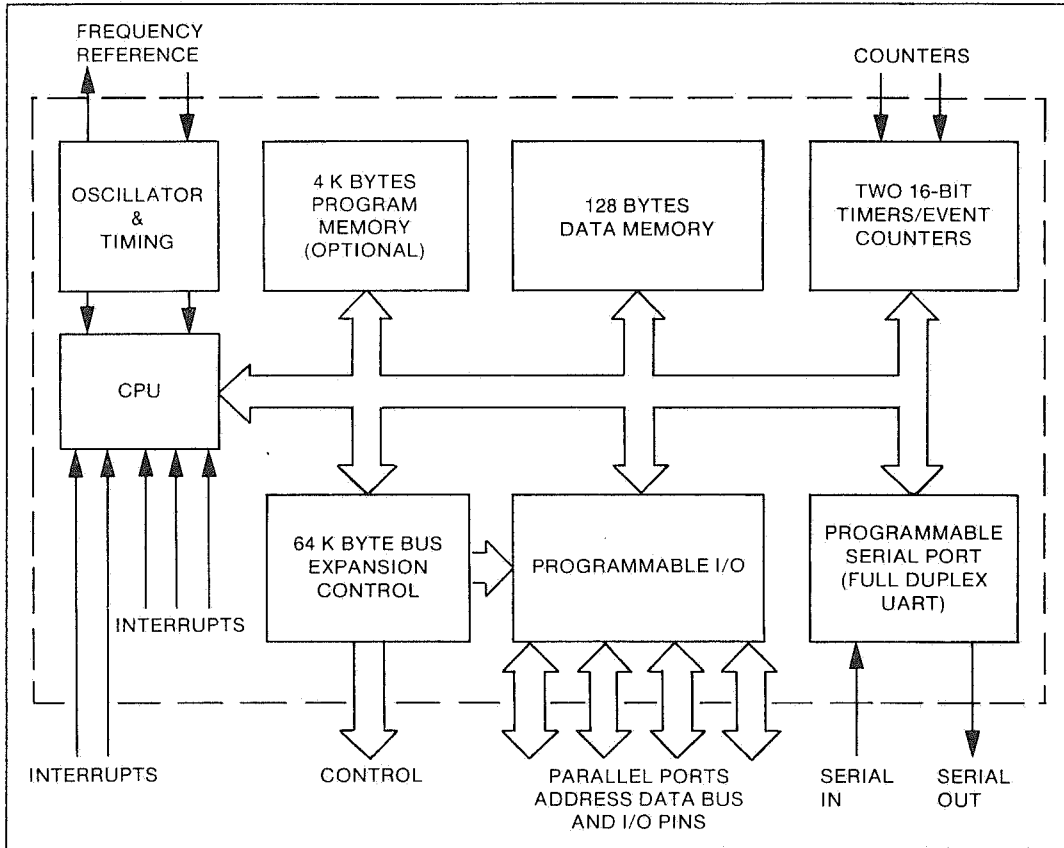 FREQUENCY
REFERENCE
COUNTERS
OSCILLATOR
&
TIMING
4 K BYTES
PROGRAM
MEMORY
(OPTIONAL)
128 BYTES
DATA MEMORY
TWO 16-BIT
TIMERS/EVENT
COUNTERS
CPU
64 K BYTE BUS
EXPANSION
CONTROL
PROGRAMMABLE I/O
PROGRAMMABLE
SERIAL PORT
(FULL DUPLEX
UART)
INTERRUPTS
INTERRUPTS
CONTROL
PARALLEL PORTS
ADDRESS DATA BUS
AND I/O PINS
SERIAL
IN
SERIAL
OUT